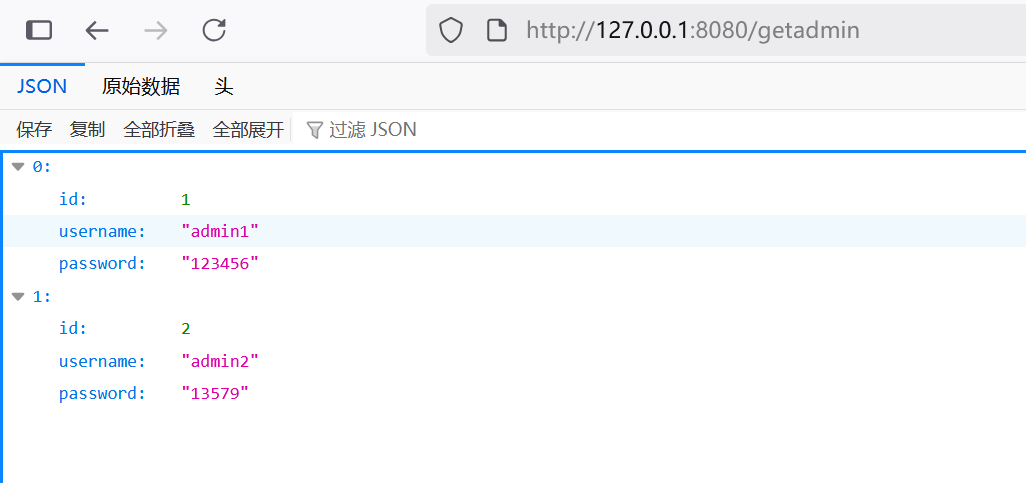 http://127.0.0.1:8080/getadmin
JSON 原始数据 头
保存 复制 全部折叠 全部展开 过滤 JSON
0:
id: 1
username: "admin1"
password: "123456"
1:
id: 2
username: "admin2"
password: "13579"